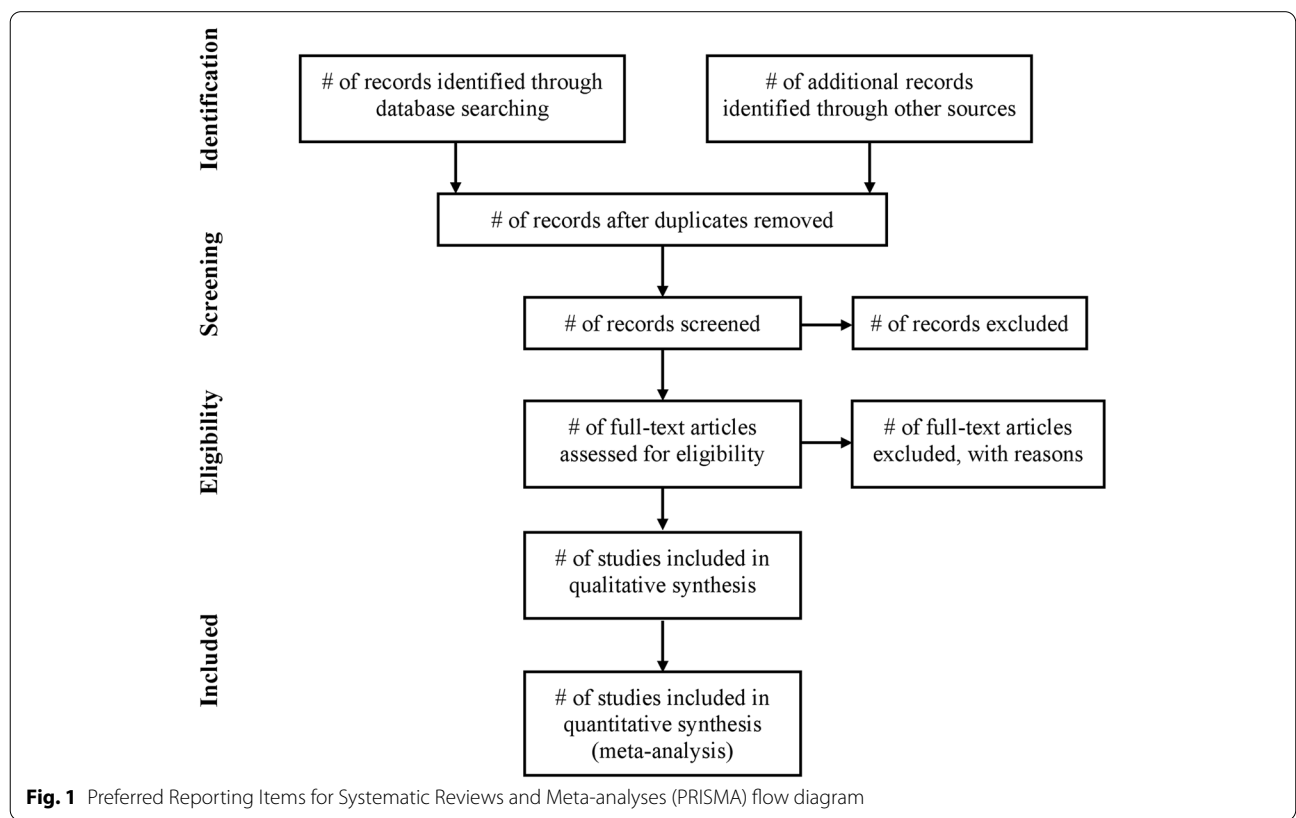 Identification
# of records identified through
database searching
# of additional records
identified through other sources
# of records after duplicates removed
Screening
# of records screened
# of records excluded
Eligibility
# of full-text articles
assessed for eligibility
# of full-text articles
excluded, with reasons
# of studies included in
qualitative synthesis
Included
# of studies included in
quantitative synthesis
(meta-analysis)
Fig. 1 Preferred Reporting Items for Systematic Reviews and Meta-analyses (PRISMA) flow diagram